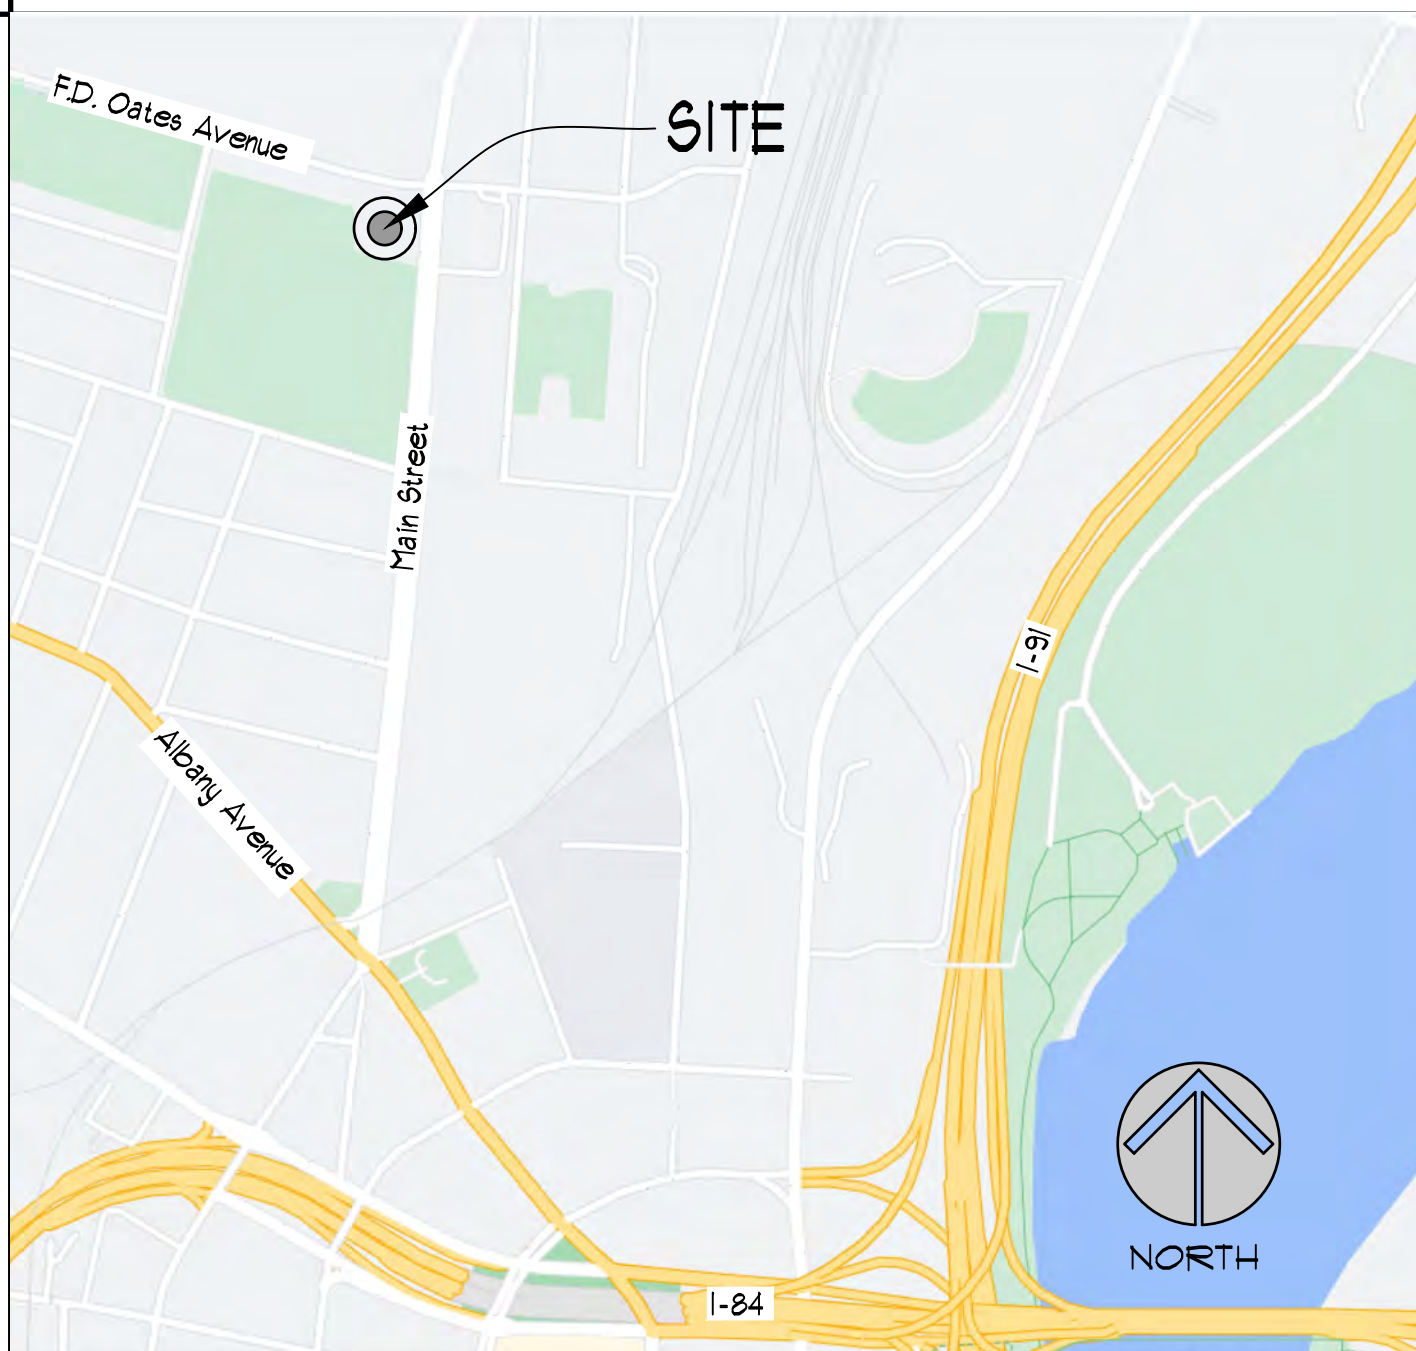 F.D. Oates Avenue
SITE
Main Street
I-91
Albany Avenue
NORTH
I-84